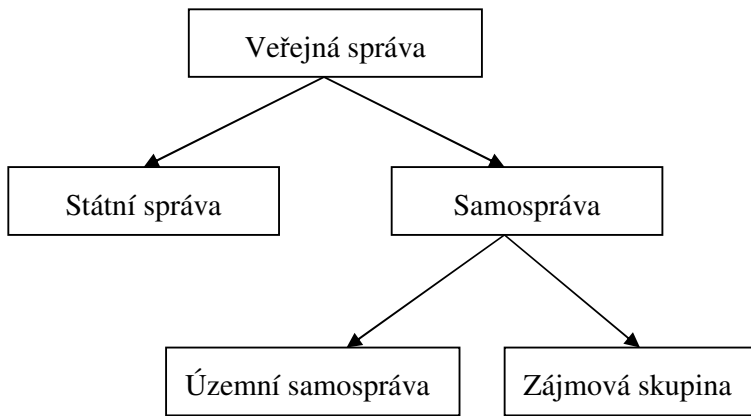 Veřejná správa
Státní správa
Samospráva
Územní samospráva
Zájmová skupina